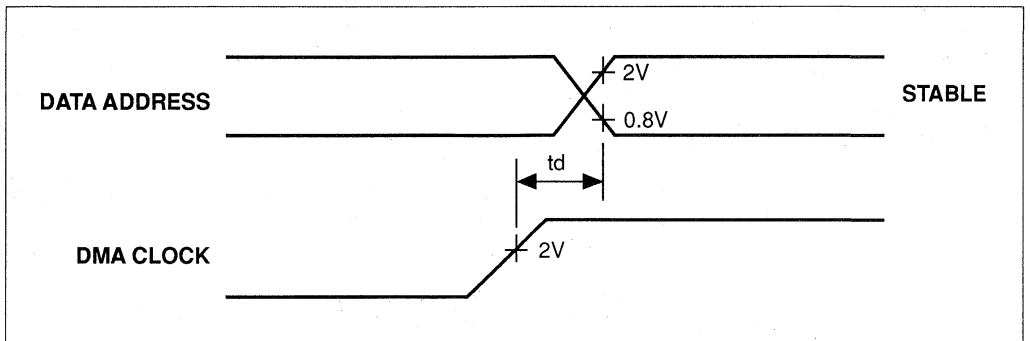 2V
DATA ADDRESS
STABLE
0.8V
td
DMA CLOCK
2V